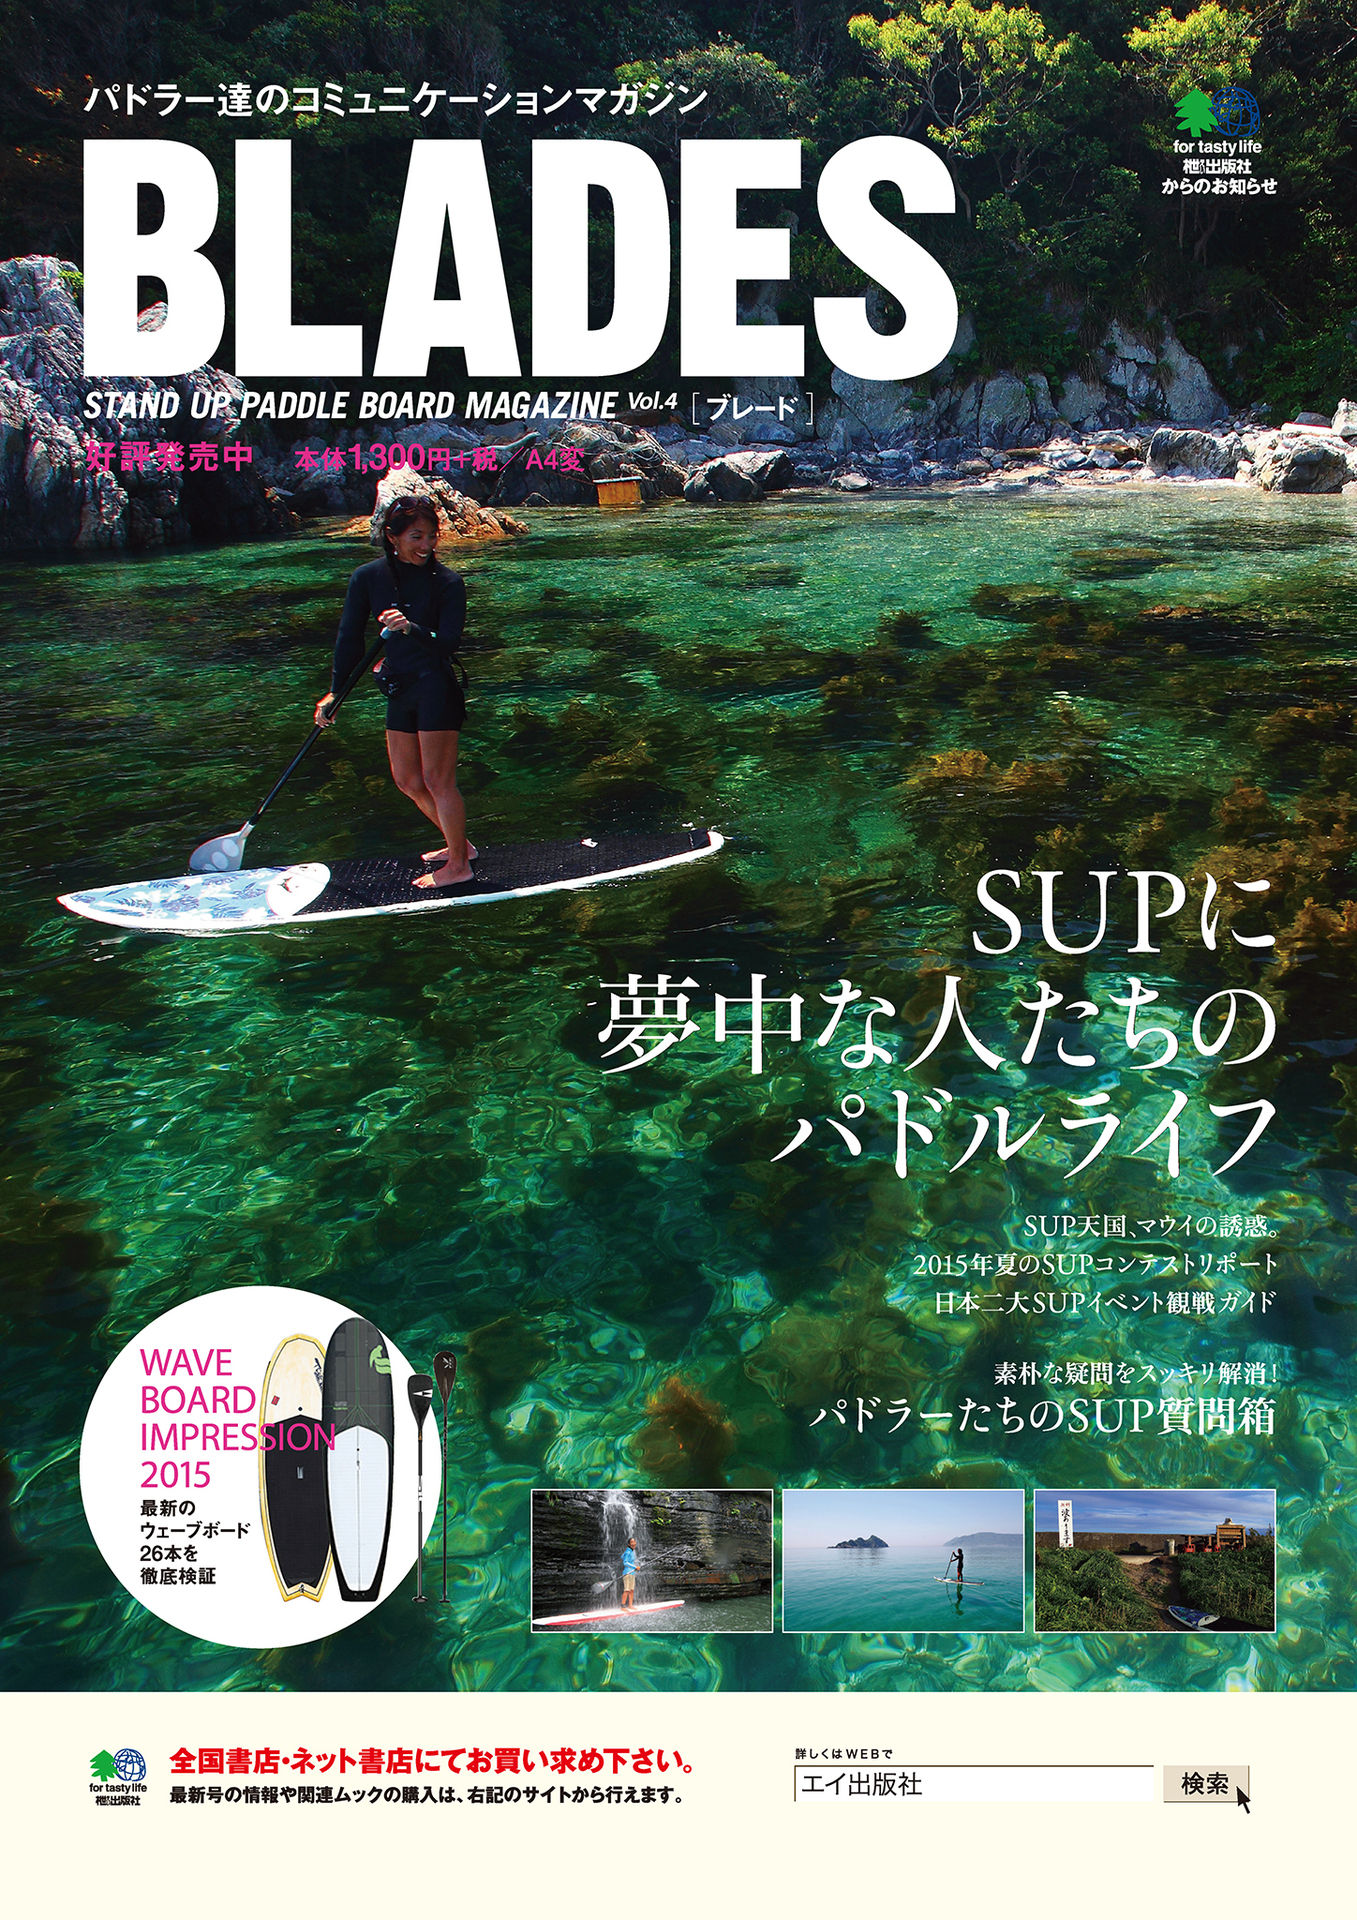 パドラー達のコミュニケーションマガジン
BLADES
STAND UP PADDLE BOARD MAGAZINE Vol.4 [ブレード]
好評発売中 本体1,300円+税／A4変
for tasty life
枻出版社
からのお知らせ
SUPに
夢中な人たちの
パドルライフ
SUP天国、マウイの誘惑。
2015年夏のSUPコンテストリポート
日本二大SUPイベント観戦ガイド
素朴な疑問をスッキリ解消！
パドラーたちのSUP質問箱
WAVE
BOARD
IMPRESSION
2015
最新の
ウェーブボード
26本を
徹底検証
波あります
for tasty life
枻出版社
全国書店・ネット書店にてお買い求め下さい。
最新号の情報や関連ムックの購入は、右記のサイトから行えます。
詳しくはWEBで
エイ出版社
検索